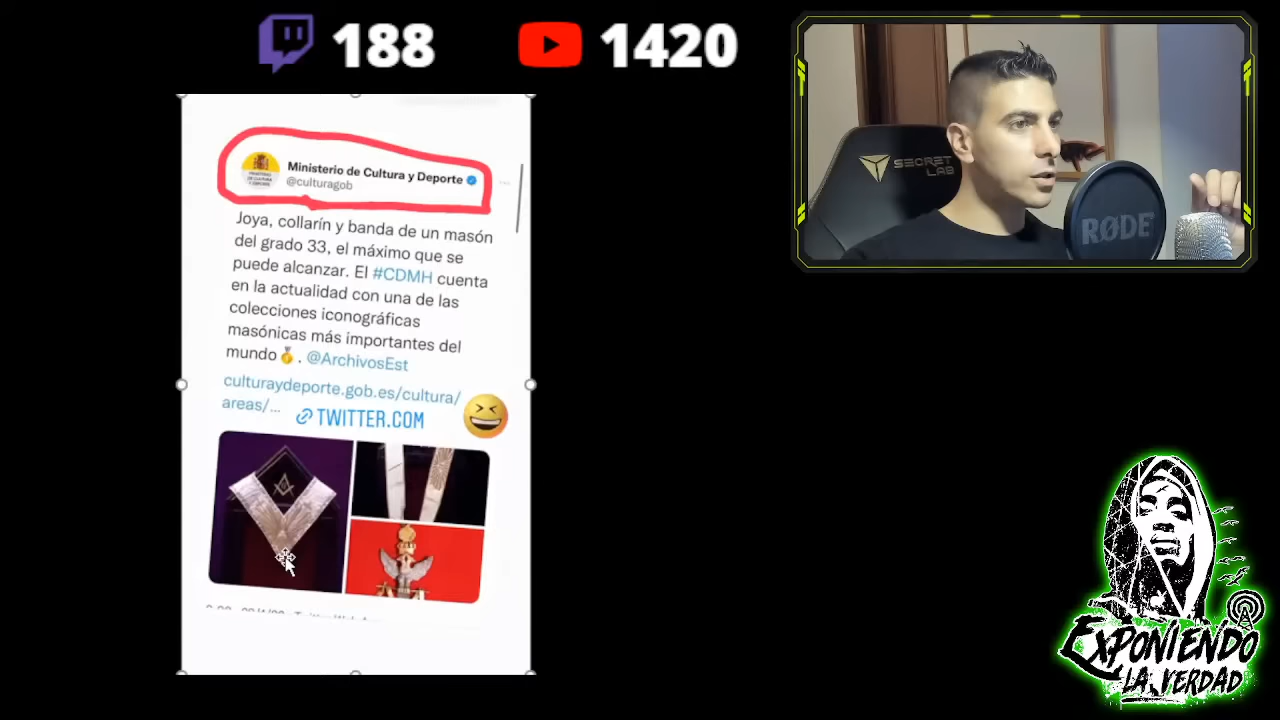 188
1420
Ministerio de Cultura y Deporte
@culturagob
Joya, collarín y banda de un masón
del grado 33, el máximo que se
puede alcanzar. El #CDMH cuenta
en la actualidad con una de las
colecciones iconográficas
masónicas más importantes del
mundo🥇. @ArchivosEst
culturaydeporte.gob.es/cultura/
areas/...
TWITTER.COM
SECRET
LAB
RØDE
EXPONIENDO
LA VERDAD